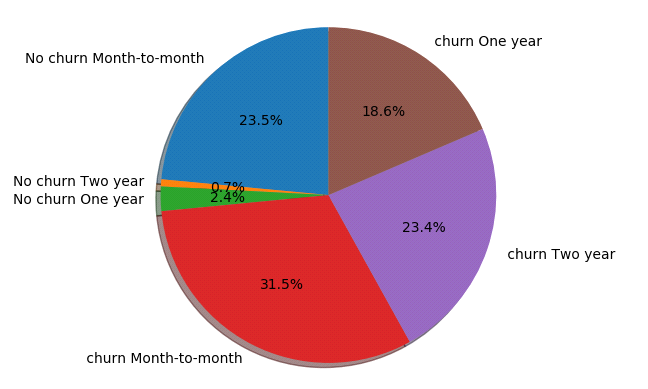 churn One year
No churn Month-to-month
18.6%
23.5%
No churn Two year
0.7%
No churn One year
2.4%
23.4%
churn Two year
31.5%
churn Month-to-month